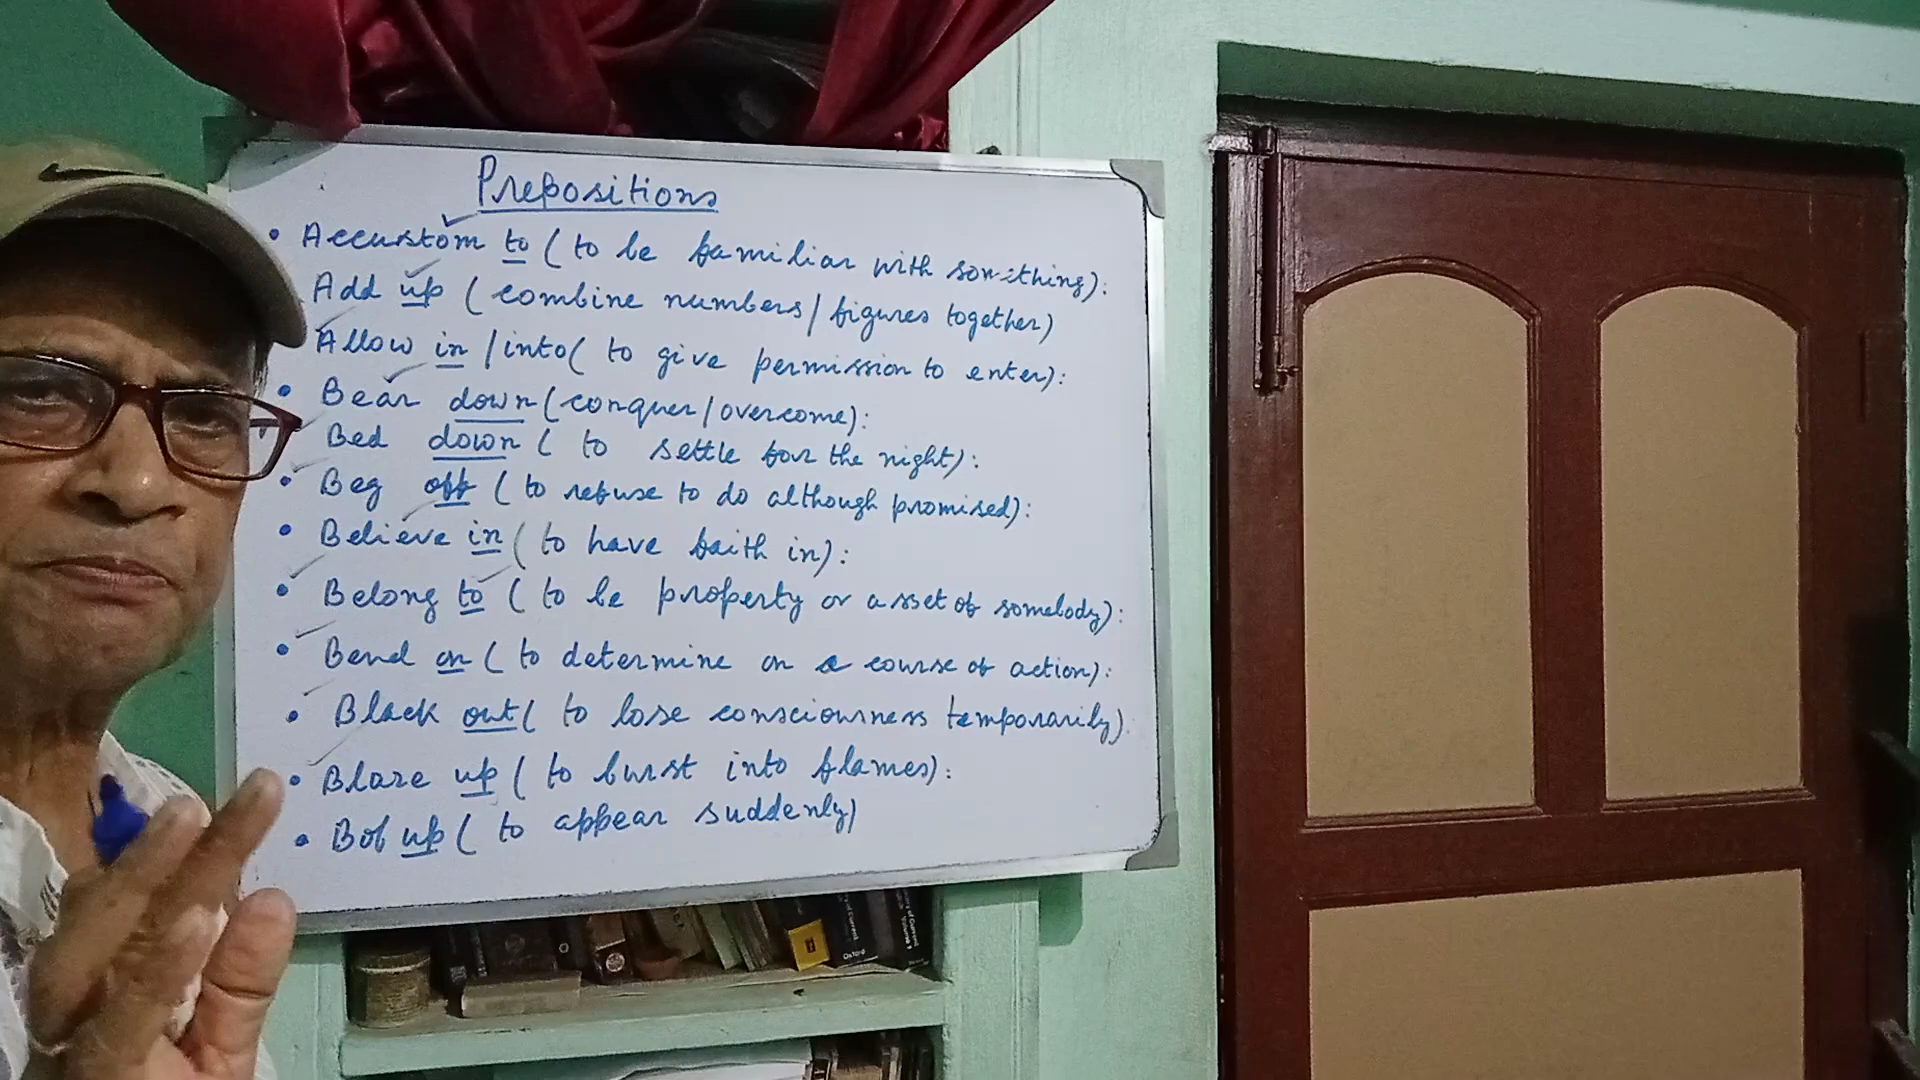 Prepositions
• Accustom to (to be familiar with something):
Add up (combine numbers/figures together)
Allow in/into (to give permission to enter):
• Bear down (conquer/overcome):
Bed down (to settle for the night):
• Beg off (to refuse to do although promised):
• Believe in (to have faith in):
• Belong to (to be property or asset of somebody):
• Bend on (to determine on a course of action):
• Black out (to lose consciousness temporarily)
• Blaze up (to burst into flames):
• Bob up (to appear suddenly)
Oxford